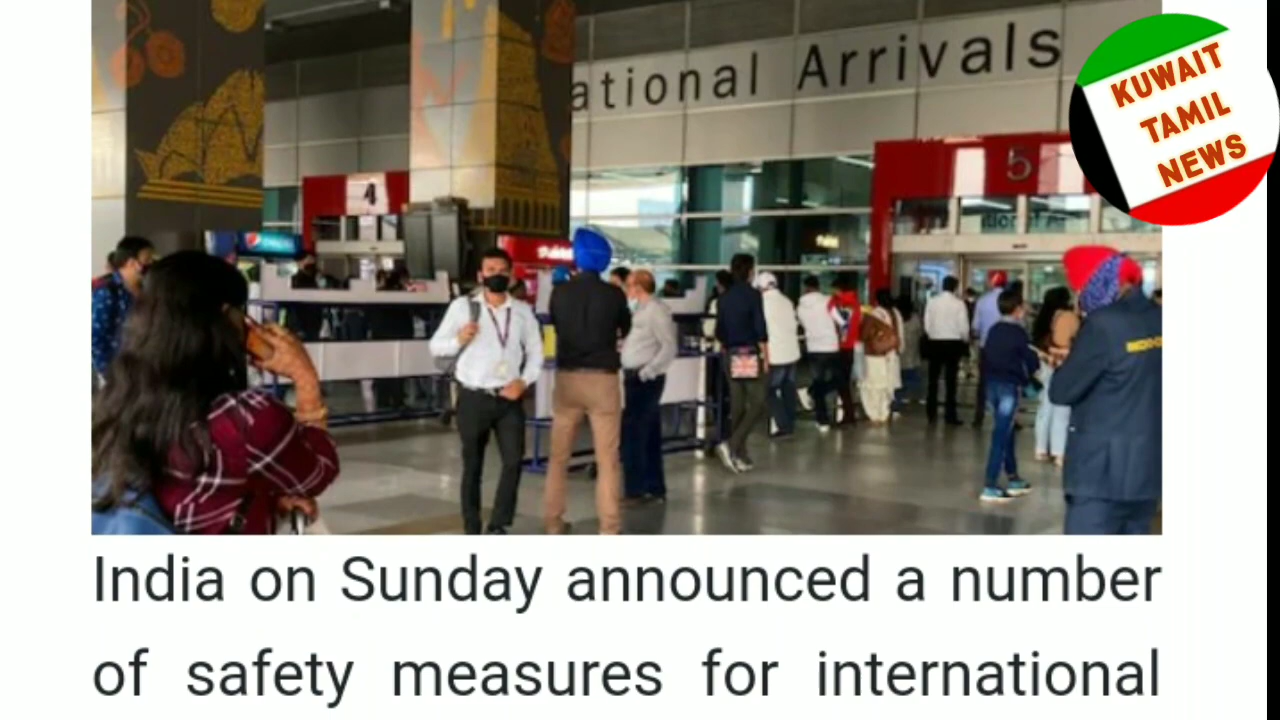 ational Arrivals
KUWAIT
TAMIL
NEWS
4
5
India on Sunday announced a number
of safety measures for international